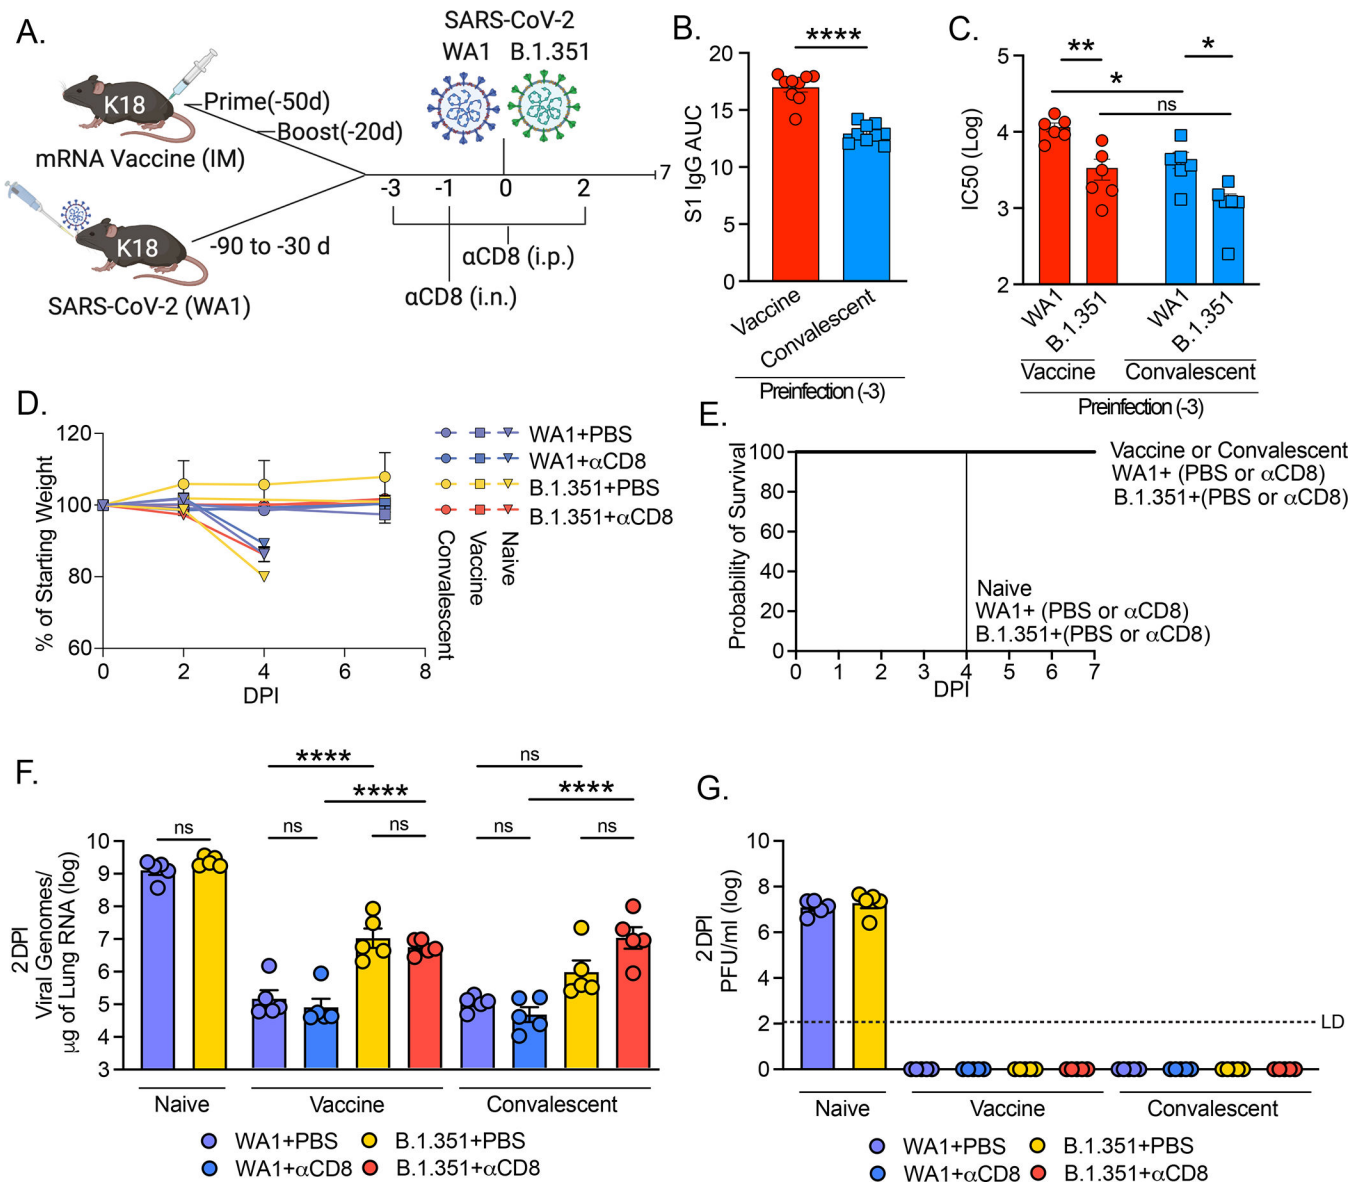 A.
SARS-CoV-2
WA1 B.1.351
K18
Prime(-50d)
Boost(-20d)
mRNA Vaccine (IM)
K18
-90 to -30 d
SARS-CoV-2 (WA1)
-3 -1 0 2 7
αCD8 (i.p.)
αCD8 (i.n.)
B.
****
S1 IgG AUC
20
15
10
5
0
Vaccine
Convalescent
Preinfection (-3)
C.
** *
*
ns
IC50 (Log)
5
4
3
2
WA1
B.1.351
WA1
B.1.351
Vaccine Convalescent
Preinfection (-3)
D.
% of Starting Weight
120
100
80
60
0 2 4 6 8
DPI
WA1+PBS
WA1+αCD8
B.1.351+PBS
B.1.351+αCD8
Convalescent
Vaccine
Naive
E.
Probability of Survival
100
80
60
40
20
0
0 1 2 3 4 5 6 7
DPI
Vaccine or Convalescent
WA1+ (PBS or αCD8)
B.1.351+(PBS or αCD8)
Naive
WA1+ (PBS or αCD8)
B.1.351+(PBS or αCD8)
F.
**** ns
**** ****
ns ns ns ns ns
2 DPI
Viral Genomes/
µg of Lung RNA (log)
10
9
8
7
6
5
4
3
Naive Vaccine Convalescent
WA1+PBS B.1.351+PBS
WA1+αCD8 B.1.351+αCD8
G.
2 DPI
PFU/ml (log)
10
8
6
4
2
0
LD
Naive Vaccine Convalescent
WA1+PBS B.1.351+PBS
WA1+αCD8 B.1.351+αCD8